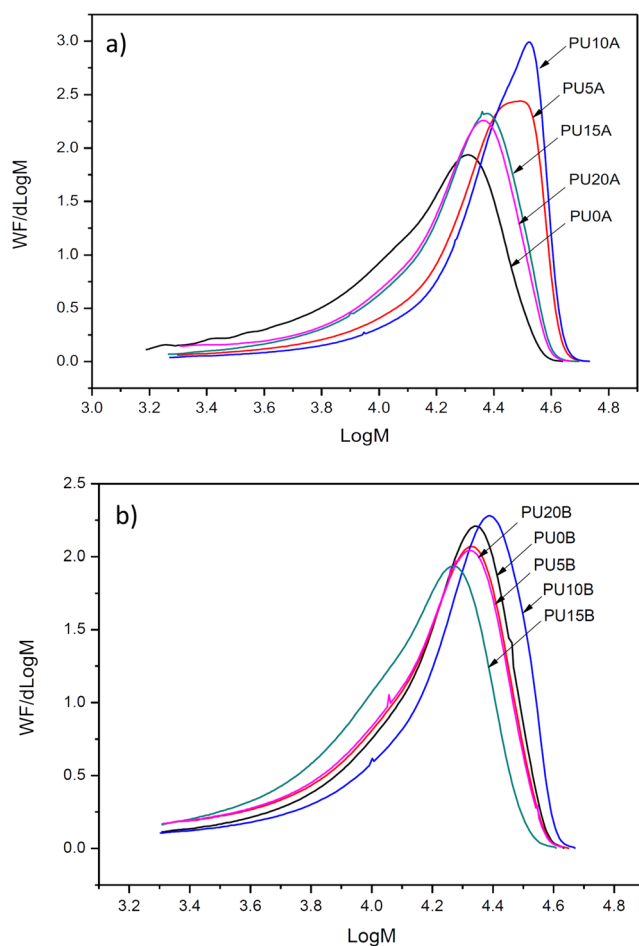 a)
3.0
2.5
2.0
1.5
1.0
0.5
0.0
WF/dLogM
PU10A
PU5A
PU15A
PU20A
PU0A
3.0 3.2 3.4 3.6 3.8 4.0 4.2 4.4 4.6 4.8
LogM
b)
2.5
2.0
1.5
1.0
0.5
0.0
WF/dLogM
PU20B
PU0B
PU5B
PU10B
PU15B
3.2 3.4 3.6 3.8 4.0 4.2 4.4 4.6 4.8
LogM